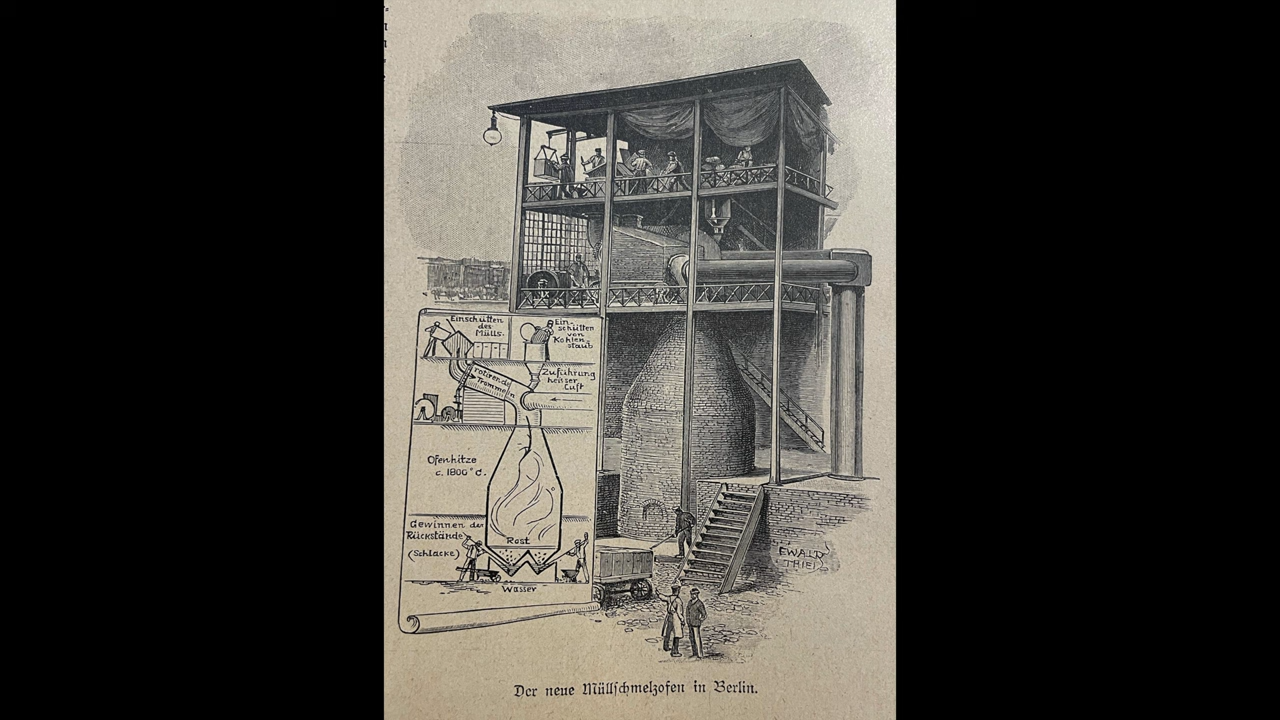 Einschütten
des
Mülls.
Ein-
schütten
von
Kohlen-
staub
rotirende
Trommeln
Zuführung
heisser
Luft
Ofenhitze
c. 1800° C.
Gewinnen der
Rückstände
(Schlacke)
Rost
Wasser
EWALD
THIEL
Der neue Müllschmelzofen in Berlin.